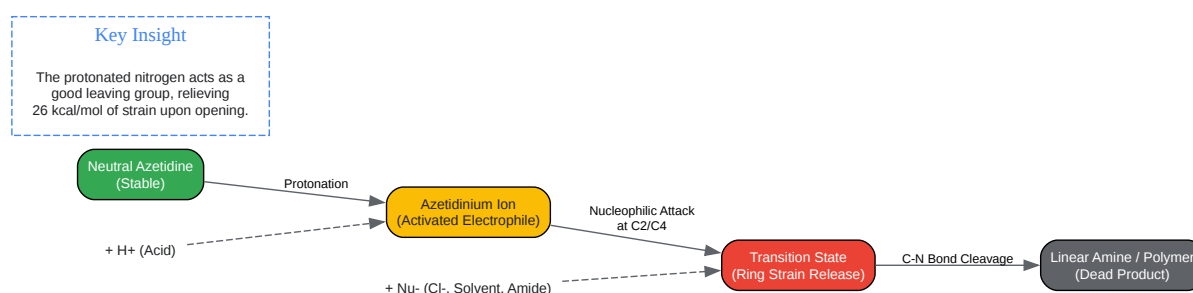 Key Insight
The protonated nitrogen acts as a
good leaving group, relieving
26 kcal/mol of strain upon opening.
Neutral Azetidine
(Stable)
Protonation
Azetidinium Ion
(Activated Electrophile)
+ H+ (Acid)
Nucleophilic Attack
at C2/C4
Transition State
(Ring Strain Release)
C-N Bond Cleavage
Linear Amine / Polymer
(Dead Product)
+ Nu- (Cl-, Solvent, Amide)